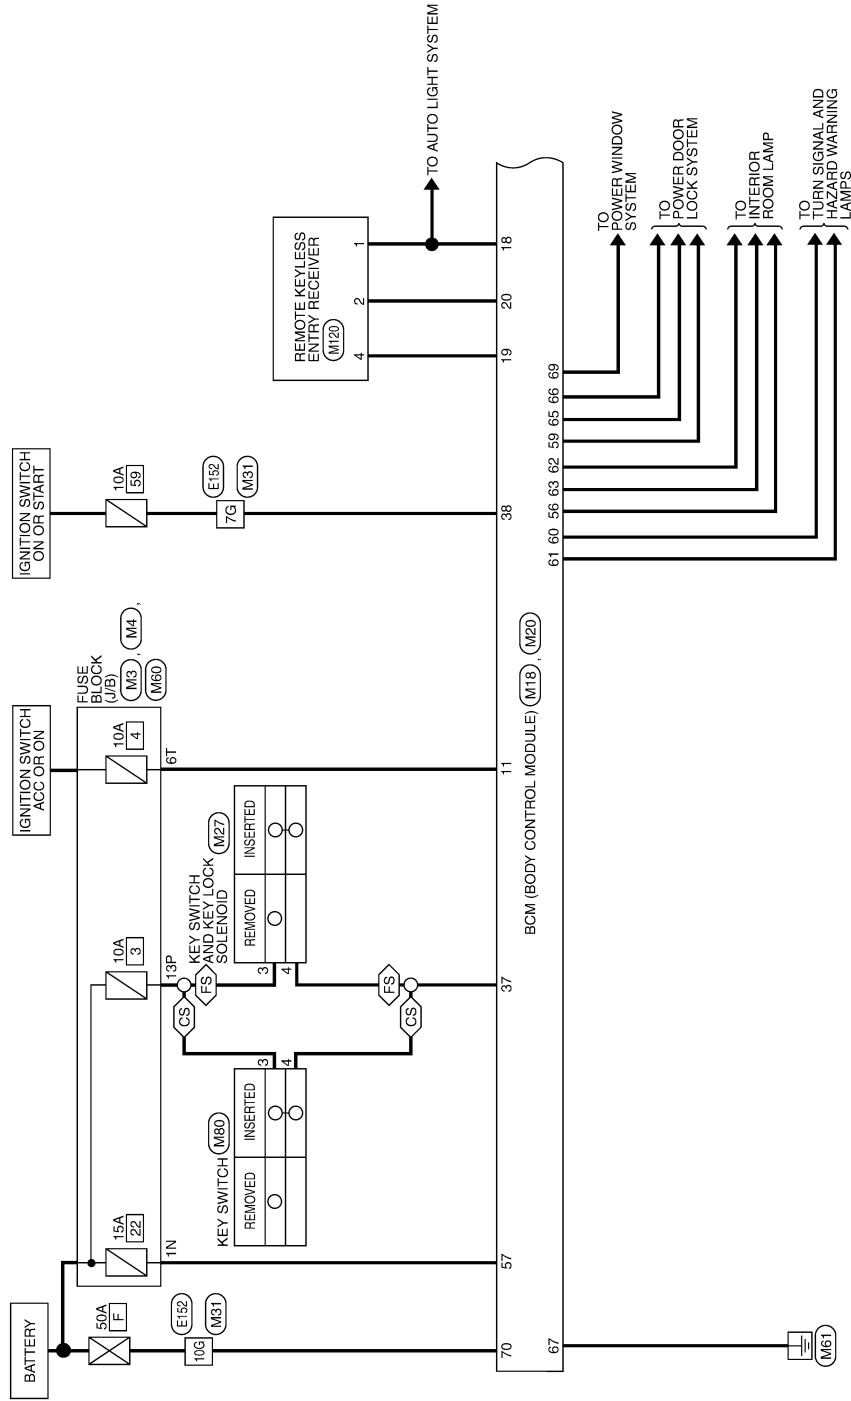 BATTERY
50A
F
E152
M31
10G
70
15A
22
1N
57
KEY SWITCH
M80
REMOVED
INSERTED
3
4
CS
CS
FS
FS
10A
3
13P
37
KEY SWITCH
AND KEY LOCK
SOLENOID
M27
REMOVED
INSERTED
3
4
IGNITION SWITCH
ACC OR ON
10A
4
6T
11
FUSE
BLOCK
(J/B)
M3 , M4 ,
M60
IGNITION SWITCH
ON OR START
10A
59
E152
M31
7G
38
REMOTE KEYLESS
ENTRY RECEIVER
M120
4
2
1
19
20
18
TO AUTO LIGHT SYSTEM
BCM (BODY CONTROL MODULE) M18 , M20
67
61
60
56
63
62
59
65
66
69
M61
TO
POWER WINDOW
SYSTEM
TO
POWER DOOR
LOCK SYSTEM
TO
INTERIOR
ROOM LAMP
TO
TURN SIGNAL AND
HAZARD WARNING
LAMPS